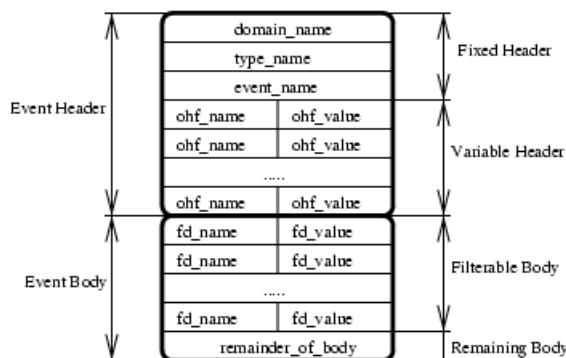 domain_name
type_name
Fixed Header
event_name
Event Header
ohf_name ohf_value
ohf_name ohf_value
Variable Header
.....
ohf_name ohf_value
fd_name fd_value
fd_name fd_value
Event Body
Filterable Body
.....
fd_name fd_value
remainder_of_body
Remaining Body